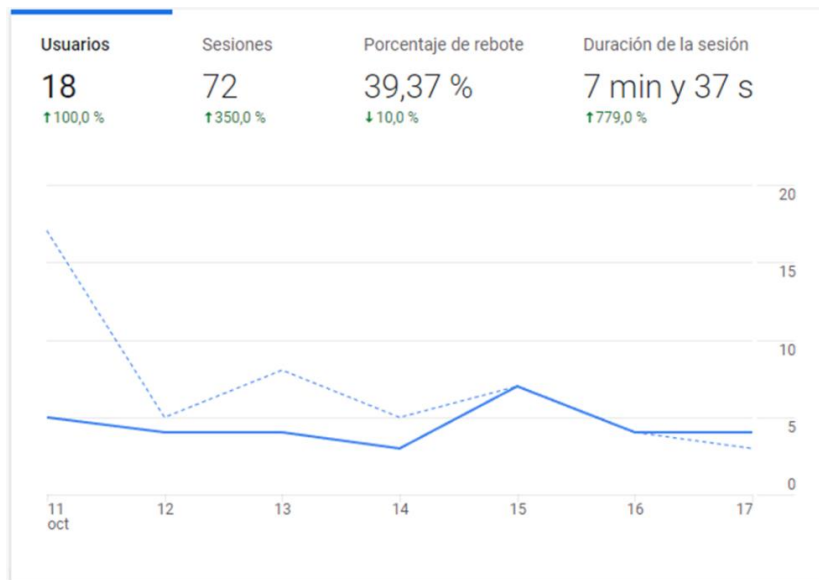 Usuarios Sesiones Porcentaje de rebote Duración de la sesión
18 72 39,37 % 7 min y 37 s
↑100,0 % ↑350,0 % ↓10,0 % ↑779,0 %
20
15
10
5
0
11 12 13 14 15 16 17
oct